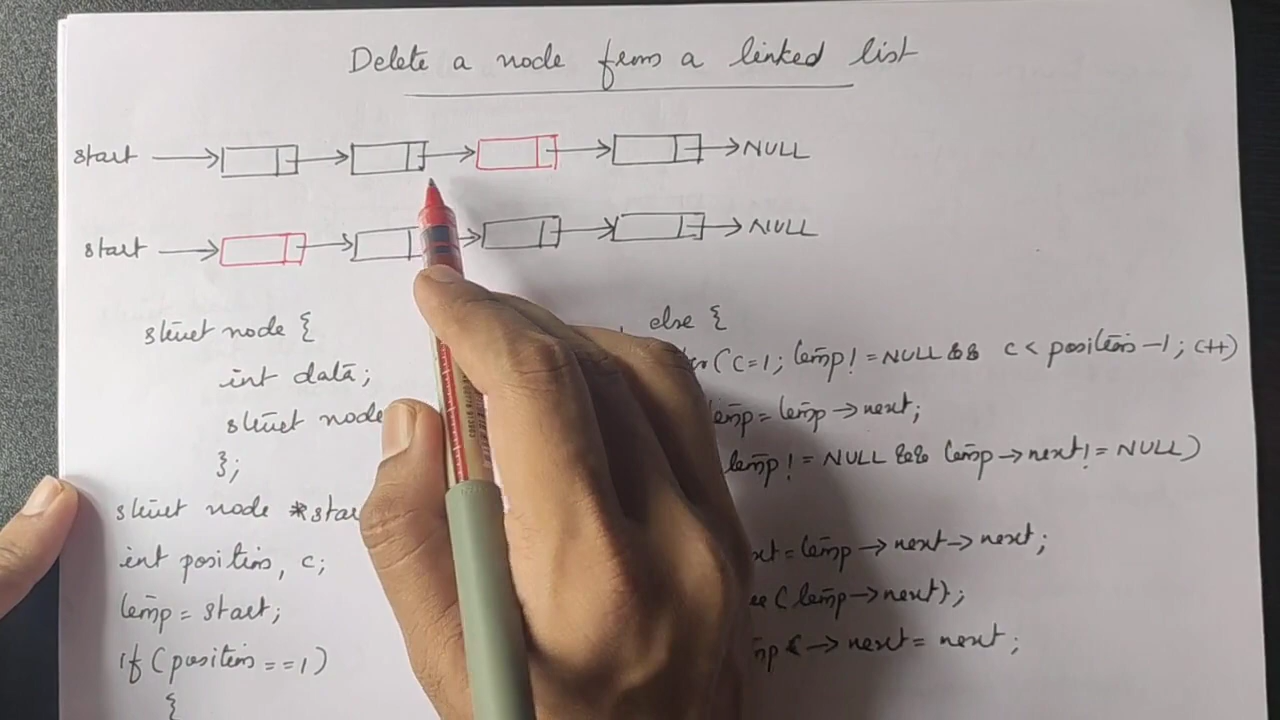 Delete a node from a linked list
start NULL
start NULL
struct node {
int data;
struct node
};
struct node *star
int position, c;
temp = start;
if (position == 1)
{
else {
(c=1; temp != NULL && c < position-1; c++)
temp = temp → next;
temp != NULL && temp → next != NULL)
= temp → next → next;
(temp → next);
→ next = next;